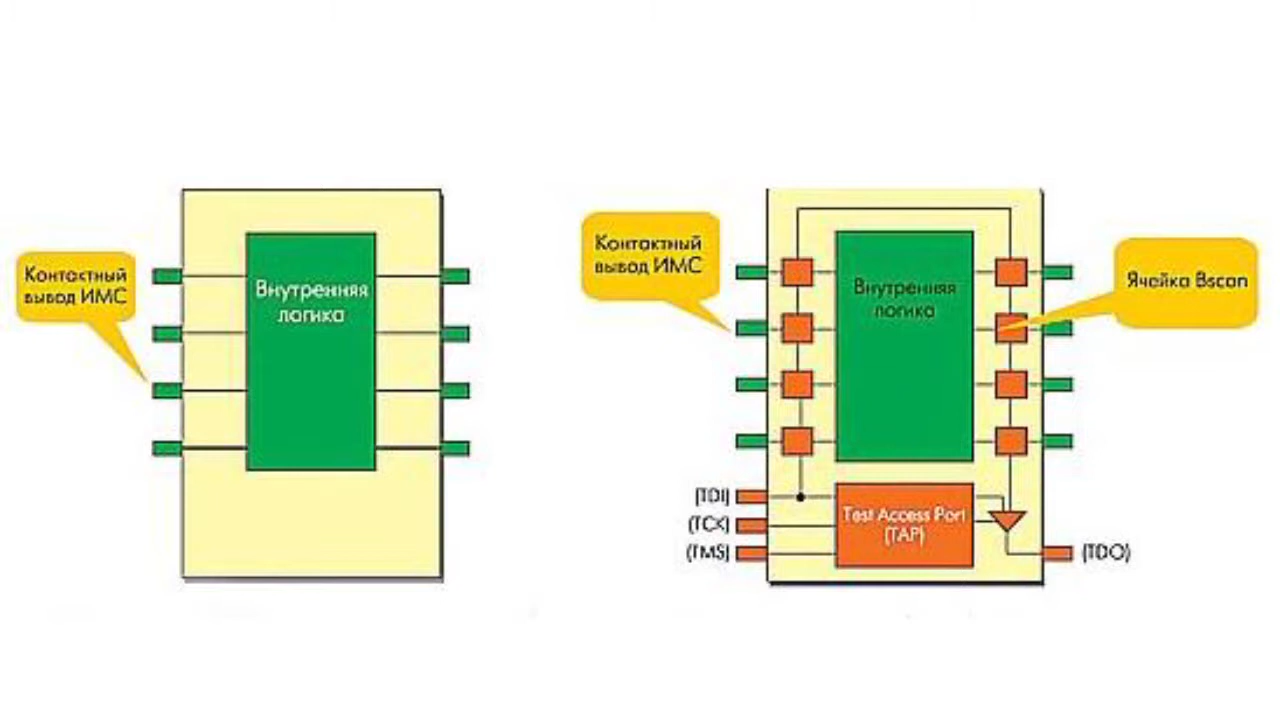 Контактный
вывод ИМС
Внутренняя
логика
Контактный
вывод ИМС
Внутренняя
логика
Ячейка Bscan
(TDI)
(TCK)
(TMS)
Test Access Port
(TAP)
(TDO)